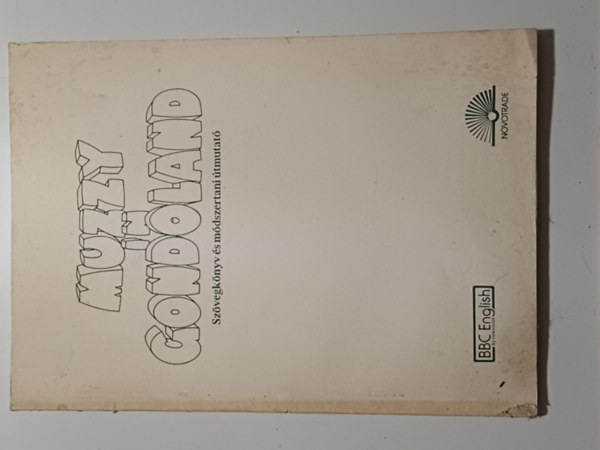 MUZZY
IN
GONDOLAND
Szövegkönyv és módszertani útmutató
BBC English
NOVOTRADE